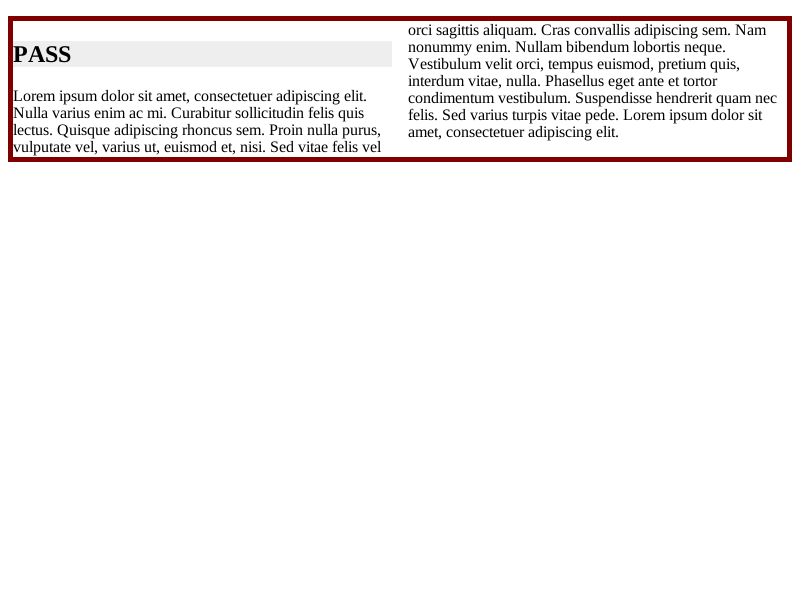 PASS
Lorem ipsum dolor sit amet, consectetuer adipiscing elit.
Nulla varius enim ac mi. Curabitur sollicitudin felis quis
lectus. Quisque adipiscing rhoncus sem. Proin nulla purus,
vulputate vel, varius ut, euismod et, nisi. Sed vitae felis vel
orci sagittis aliquam. Cras convallis adipiscing sem. Nam
nonummy enim. Nullam bibendum lobortis neque.
Vestibulum velit orci, tempus euismod, pretium quis,
interdum vitae, nulla. Phasellus eget ante et tortor
condimentum vestibulum. Suspendisse hendrerit quam nec
felis. Sed varius turpis vitae pede. Lorem ipsum dolor sit
amet, consectetuer adipiscing elit.